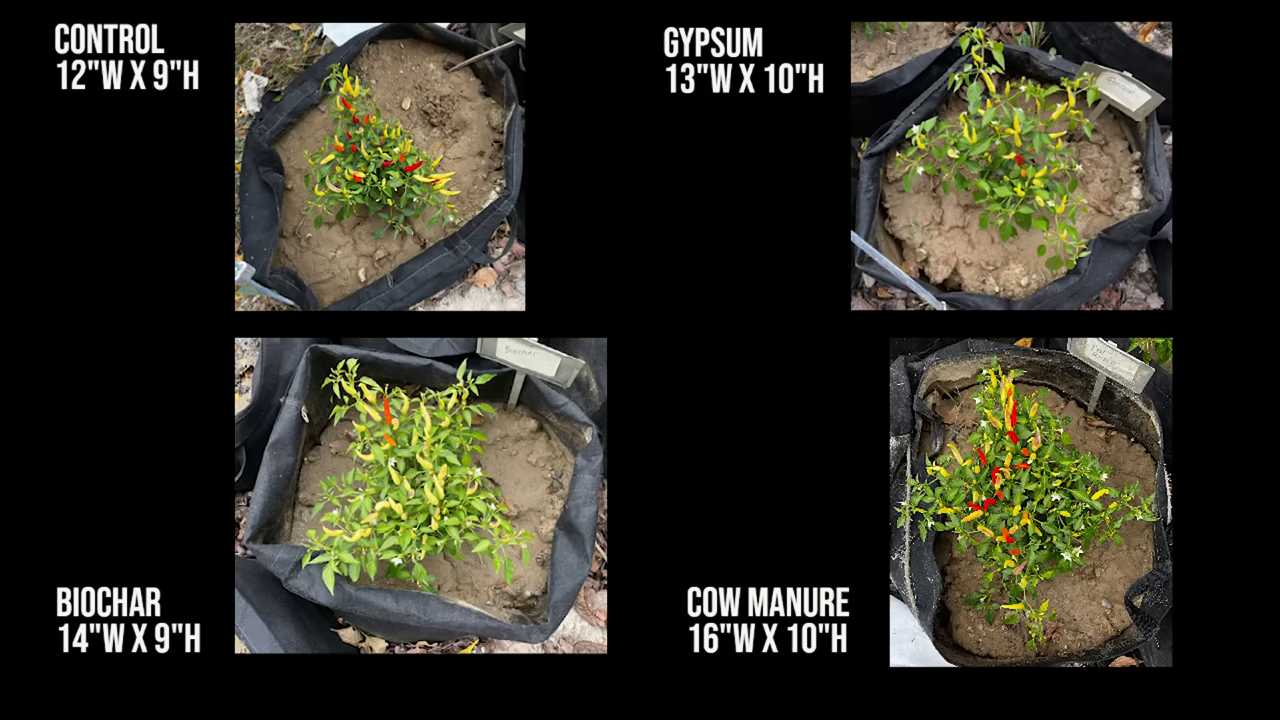 CONTROL
12"W X 9"H
GYPSUM
13"W X 10"H
Biochar
BIOCHAR
14"W X 9"H
COW MANURE
16"W X 10"H